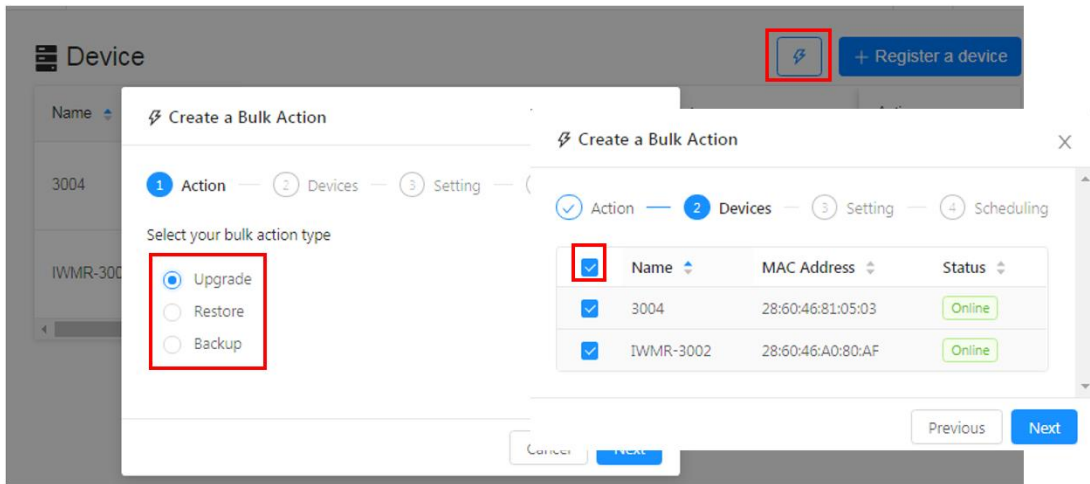 Device
+ Register a device
Name
3004
IWMR-300
Create a Bulk Action
1 Action 2 Devices 3 Setting
Select your bulk action type
Upgrade
Restore
Backup
Cancel Next
Create a Bulk Action
Action 2 Devices 3 Setting 4 Scheduling
Name MAC Address Status
3004 28:60:46:81:05:03 Online
IWMR-3002 28:60:46:A0:80:AF Online
Previous Next